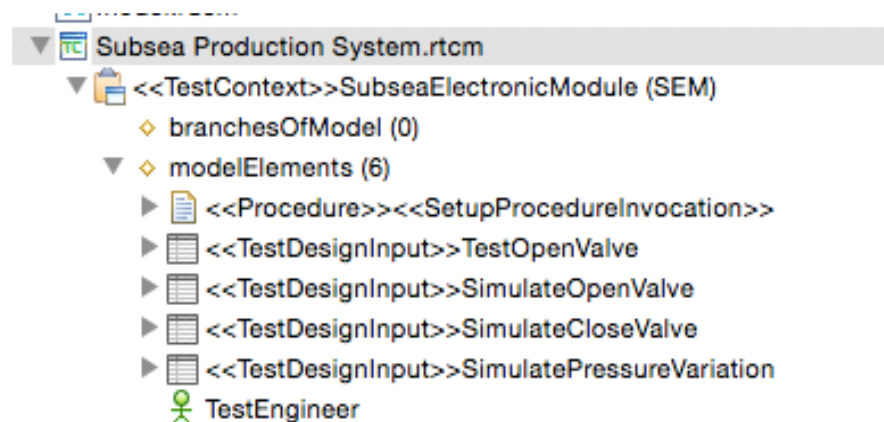 TC Subsea Production System.rtcm
<<TestContext>>SubseaElectronicModule (SEM)
branchesOfModel (0)
modelElements (6)
<<Procedure>><<SetupProcedureInvocation>>
<<TestDesignInput>>TestOpenValve
<<TestDesignInput>>SimulateOpenValve
<<TestDesignInput>>SimulateCloseValve
<<TestDesignInput>>SimulatePressureVariation
TestEngineer